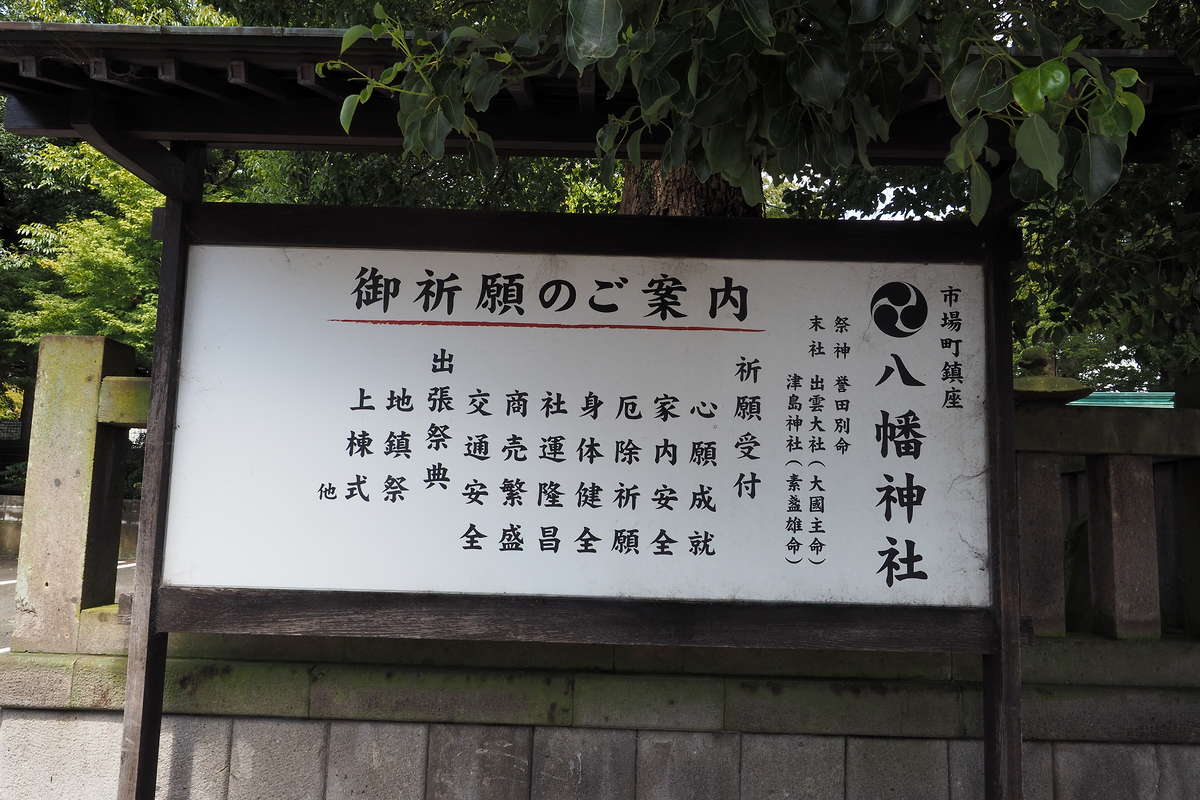 御祈願のご案内
市場町鎮座
八幡神社
祭神 誉田別命
末社 出雲大社(大國主命)
津島神社(素盞雄命)
祈願受付
心願成就
家内安全
厄除祈願
身体健全
社運隆昌
商売繁盛
交通安全
出張祭典
地鎮祭
上棟式
他